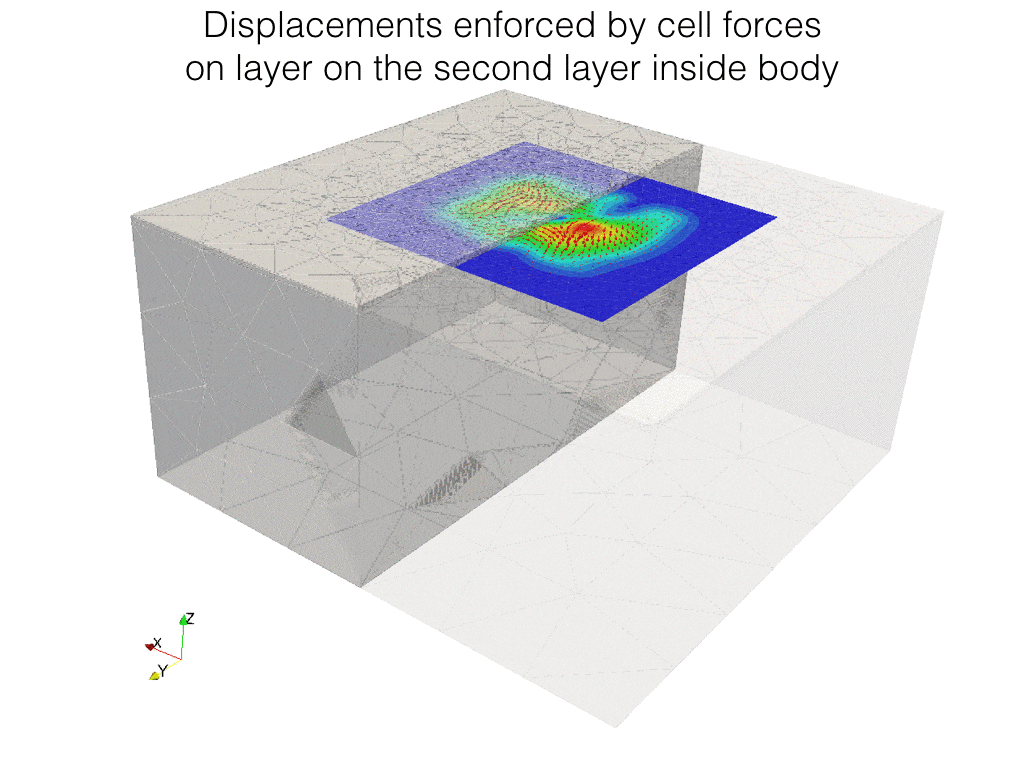 Displacements enforced by cell forces
on layer on the second layer inside body
Z
X
Y